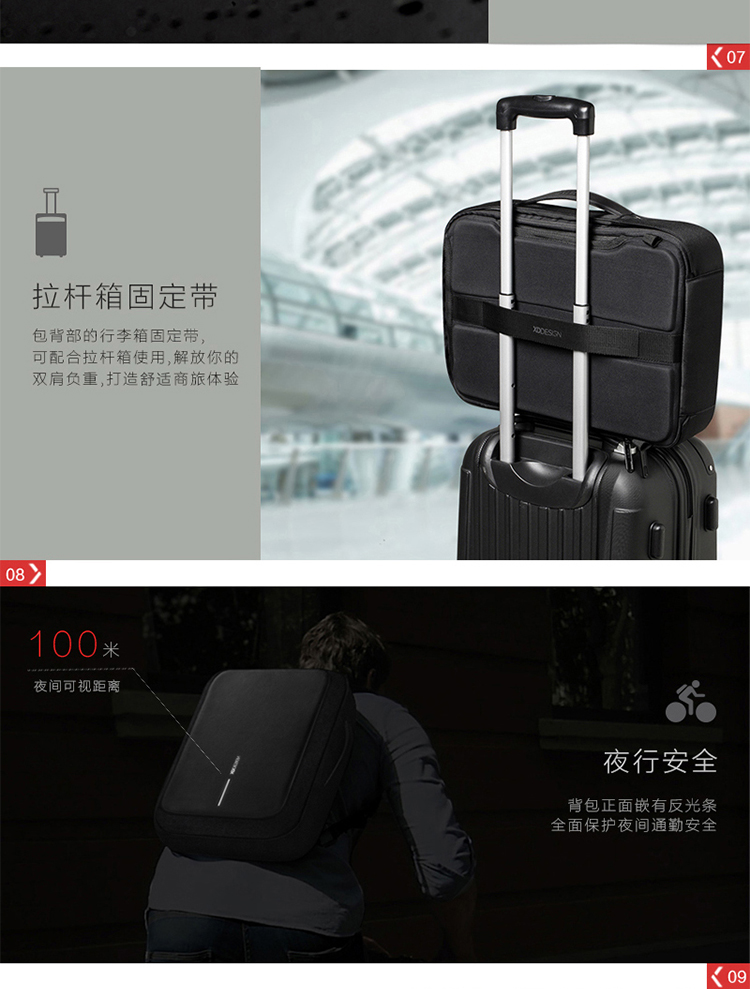 07
拉杆箱固定带
包背部的行李箱固定带,
可配合拉杆箱使用,解放你的
双肩负重,打造舒适商旅体验
XDDESIGN
08
100米
夜间可视距离
夜行安全
背包正面嵌有反光条
全面保护夜间通勤安全
09